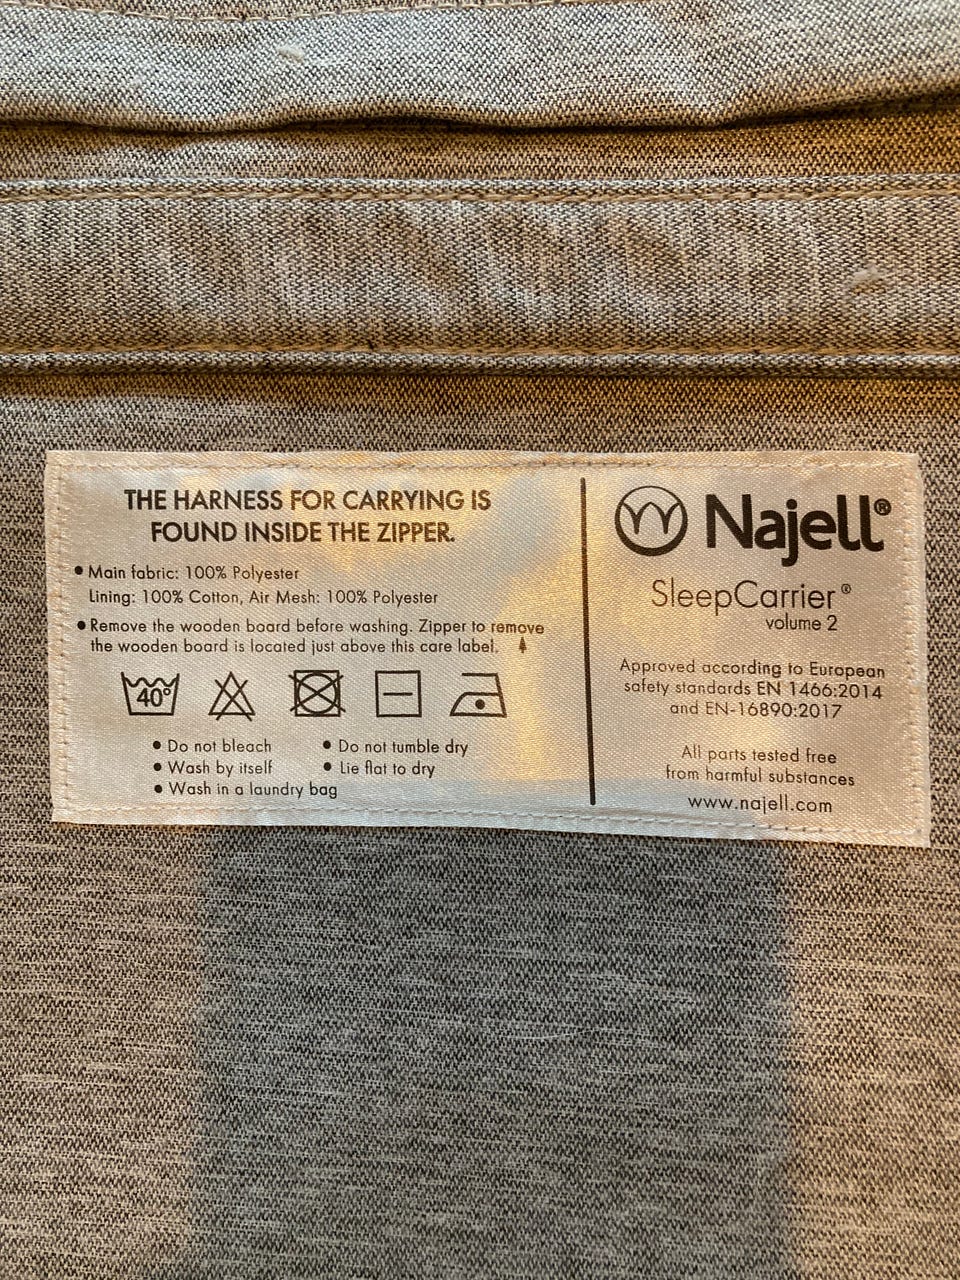 THE HARNESS FOR CARRYING IS
FOUND INSIDE THE ZIPPER.
• Main fabric: 100% Polyester
Lining: 100% Cotton, Air Mesh: 100% Polyester
• Remove the wooden board before washing. Zipper to remove
the wooden board is located just above this care label.
40°
• Do not bleach
• Do not tumble dry
• Wash by itself
• Lie flat to dry
• Wash in a laundry bag
Najell®
SleepCarrier®
volume 2
Approved according to European
safety standards EN 1466:2014
and EN-16890:2017
All parts tested free
from harmful substances
www.najell.com